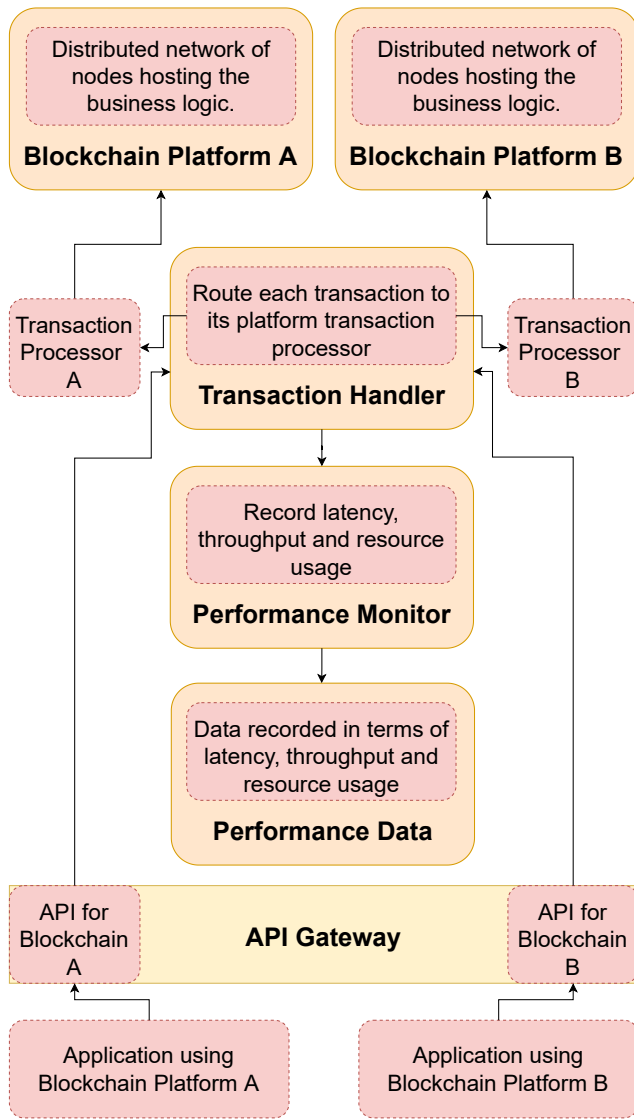 Distributed network of
nodes hosting the
business logic.
Blockchain Platform A
Distributed network of
nodes hosting the
business logic.
Blockchain Platform B
Transaction
Processor
A
Route each transaction to
its platform transaction
processor
Transaction Handler
Transaction
Processor
B
Record latency,
throughput and resource
usage
Performance Monitor
Data recorded in terms of
latency, throughput and
resource usage
Performance Data
API for
Blockchain
A
API Gateway
API for
Blockchain
B
Application using
Blockchain Platform A
Application using
Blockchain Platform B